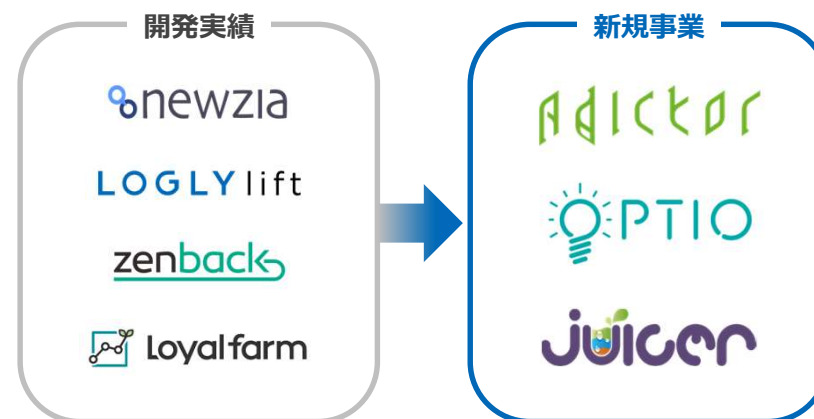 開発実績
newzia
LOGLY lift
zenback
Loyalfarm
新規事業
Adictor
OPTIO
juicer